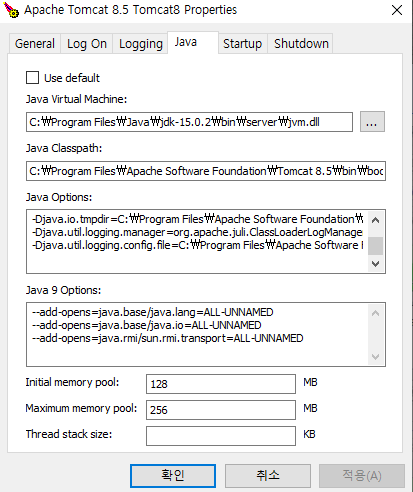 Apache Tomcat 8.5 Tomcat8 Properties
General Log On Logging Java Startup Shutdown
Use default
Java Virtual Machine:
C:₩Program Files₩Java₩jdk-15.0.2₩bin₩server₩jvm.dll
...
Java Classpath:
C:₩Program Files₩Apache Software Foundation₩Tomcat 8.5₩bin₩boo
Java Options:
-Djava.io.tmpdir=C:₩Program Files₩Apache Software Foundation₩
-Djava.util.logging.manager=org.apache.juli.ClassLoaderLogManage
-Djava.util.logging.config.file=C:₩Program Files₩Apache Software F
Java 9 Options:
--add-opens=java.base/java.lang=ALL-UNNAMED
--add-opens=java.base/java.io=ALL-UNNAMED
--add-opens=java.rmi/sun.rmi.transport=ALL-UNNAMED
Initial memory pool: 128 MB
Maximum memory pool: 256 MB
Thread stack size: KB
확인 취소 적용(A)